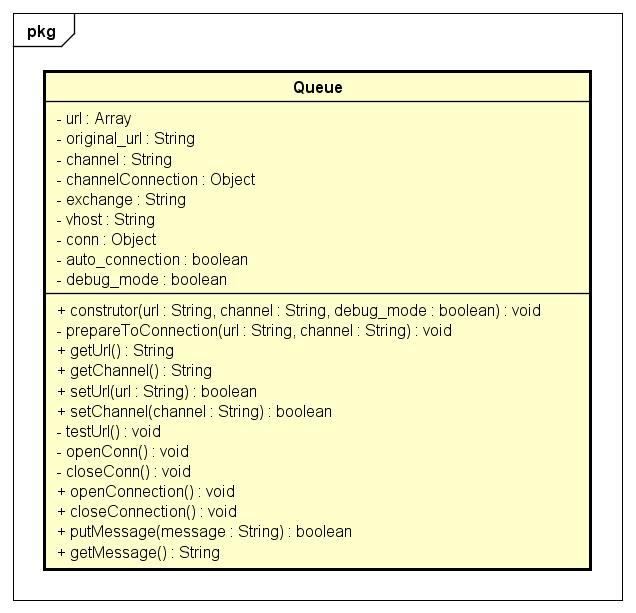 pkg
Queue
- url : Array
- original_url : String
- channel : String
- channelConnection : Object
- exchange : String
- vhost : String
- conn : Object
- auto_connection : boolean
- debug_mode : boolean
+ construtor(url : String, channel : String, debug_mode : boolean) : void
- prepareToConnection(url : String, channel : String) : void
+ getUrl() : String
+ getChannel() : String
+ setUrl(url : String) : boolean
+ setChannel(channel : String) : boolean
- testUrl() : void
- openConn() : void
- closeConn() : void
+ openConnection() : void
+ closeConnection() : void
+ putMessage(message : String) : boolean
+ getMessage() : String